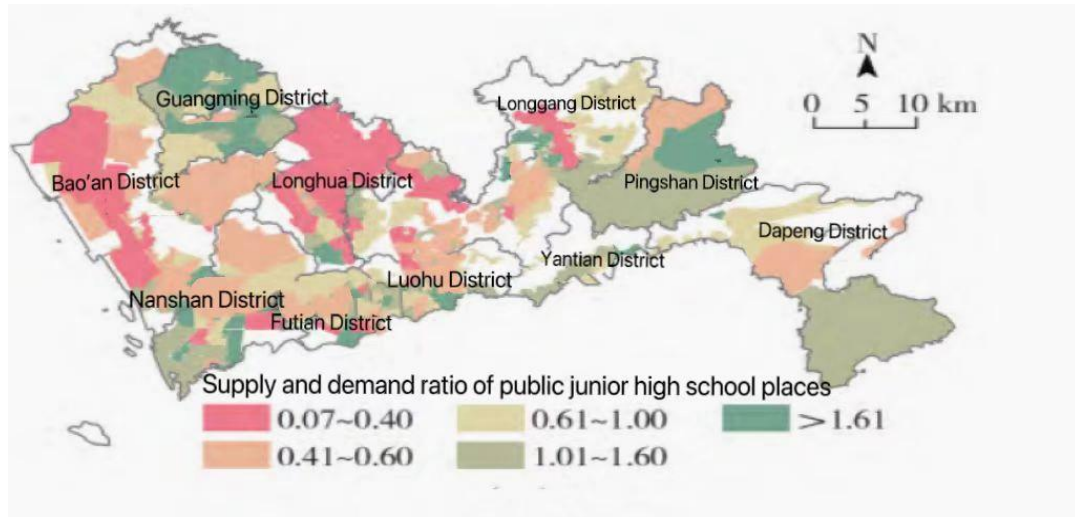 N
0 5 10 km
Guangming District
Longgang District
Bao'an District
Longhua District
Pingshan District
Dapeng District
Yantian District
Luohu District
Nanshan District
Futian District
Supply and demand ratio of public junior high school places
0.07~0.40
0.61~1.00
>1.61
0.41~0.60
1.01~1.60